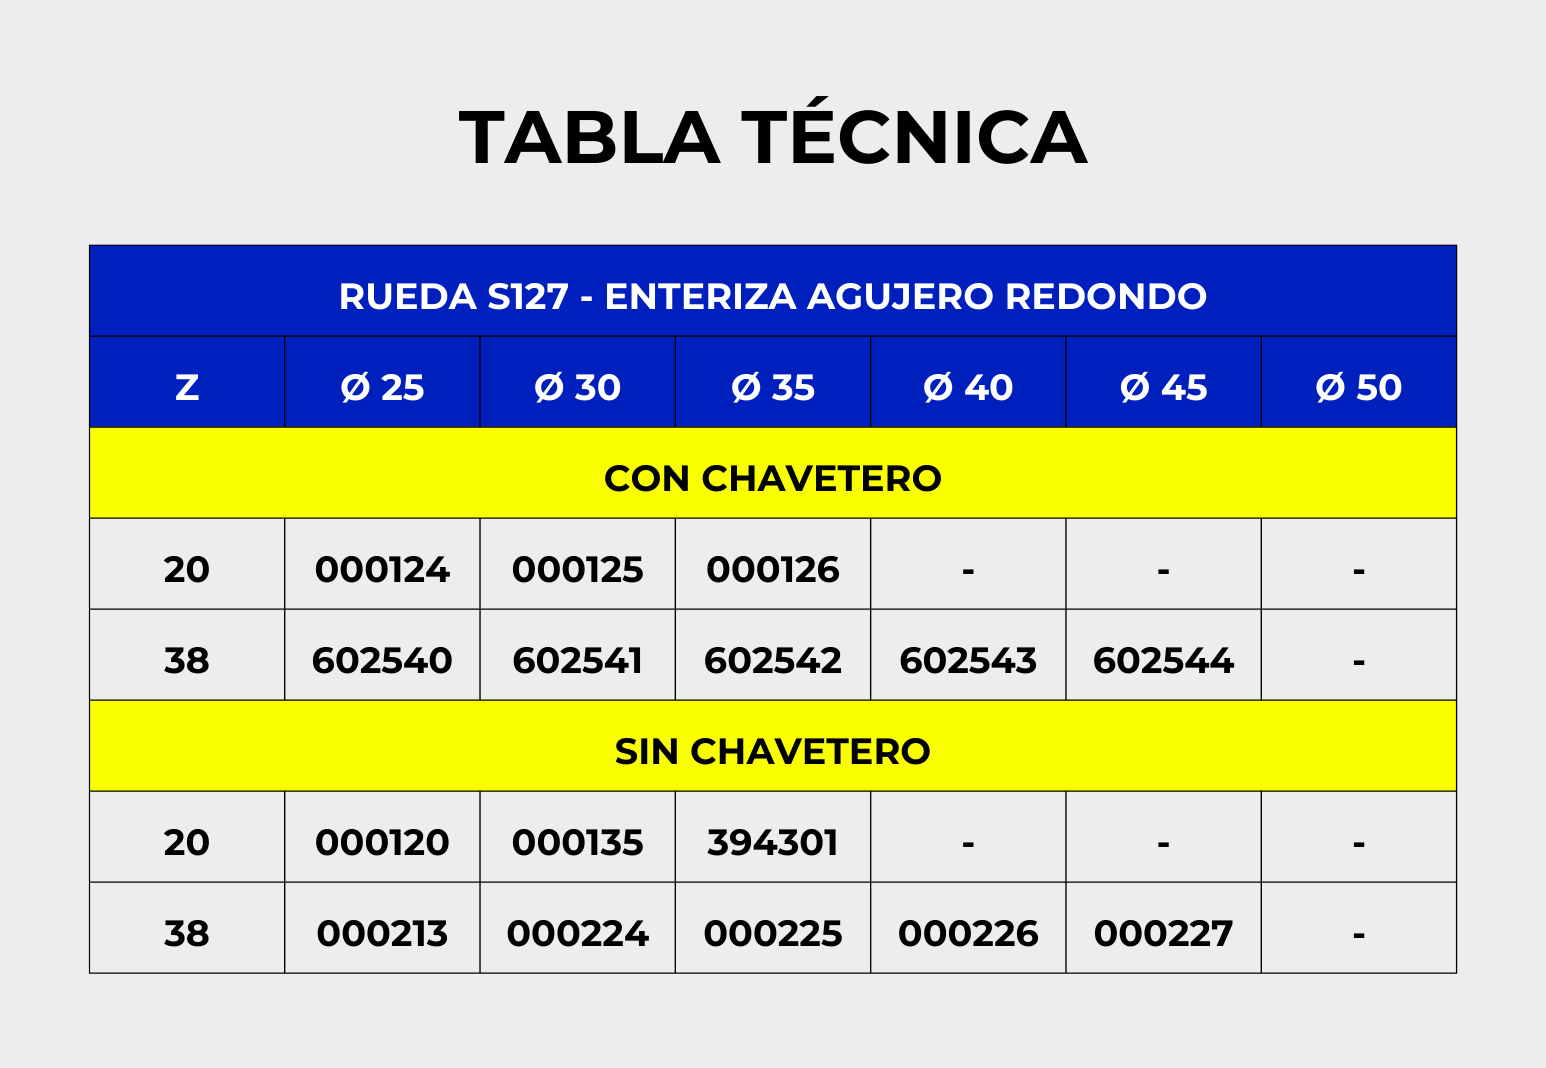 TABLA TÉCNICA
RUEDA S127 - ENTERIZA AGUJERO REDONDO
Z Ø 25 Ø 30 Ø 35 Ø 40 Ø 45 Ø 50
CON CHAVETERO
20 000124 000125 000126 - - -
38 602540 602541 602542 602543 602544 -
SIN CHAVETERO
20 000120 000135 394301 - - -
38 000213 000224 000225 000226 000227 -